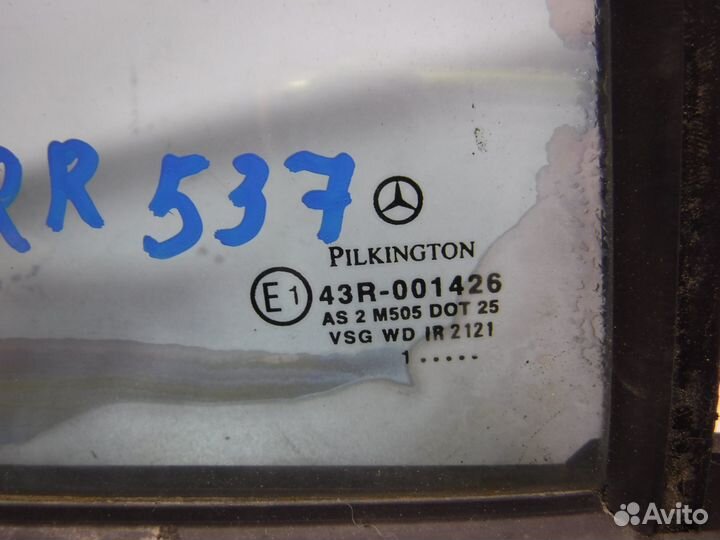 RR 537
PILKINGTON
E1 43R-001426
AS 2 M505 DOT 25
VSG WD IR 2121
1 .....
Avito